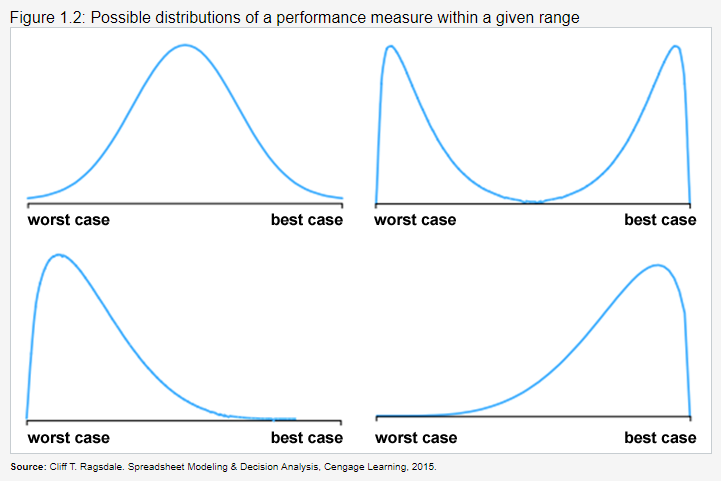 Figure 1.2: Possible distributions of a performance measure within a given range
worst case best case
worst case best case
worst case best case
worst case best case
Source: Cliff T. Ragsdale. Spreadsheet Modeling & Decision Analysis, Cengage Learning, 2015.